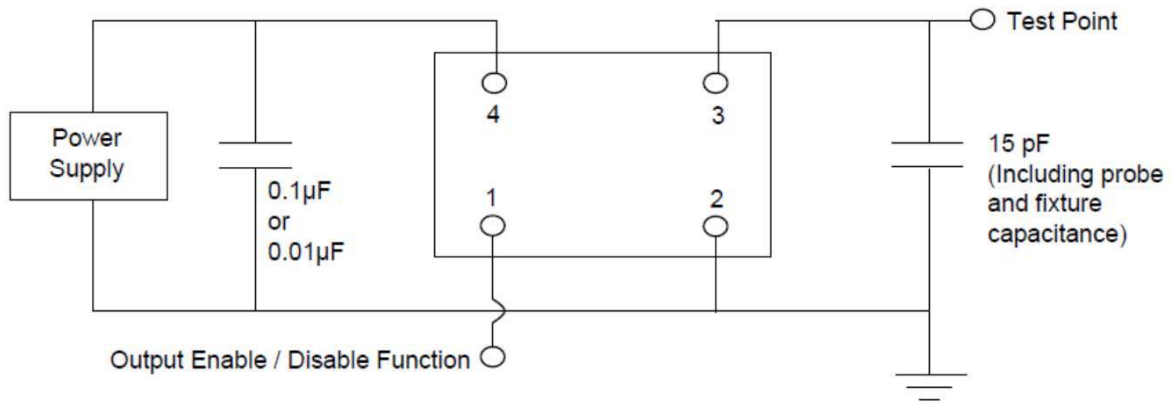 Test Point
4
3
Power
Supply
15 pF
(Including probe
and fixture
capacitance)
0.1µF
or
0.01µF
1
2
Output Enable / Disable Function